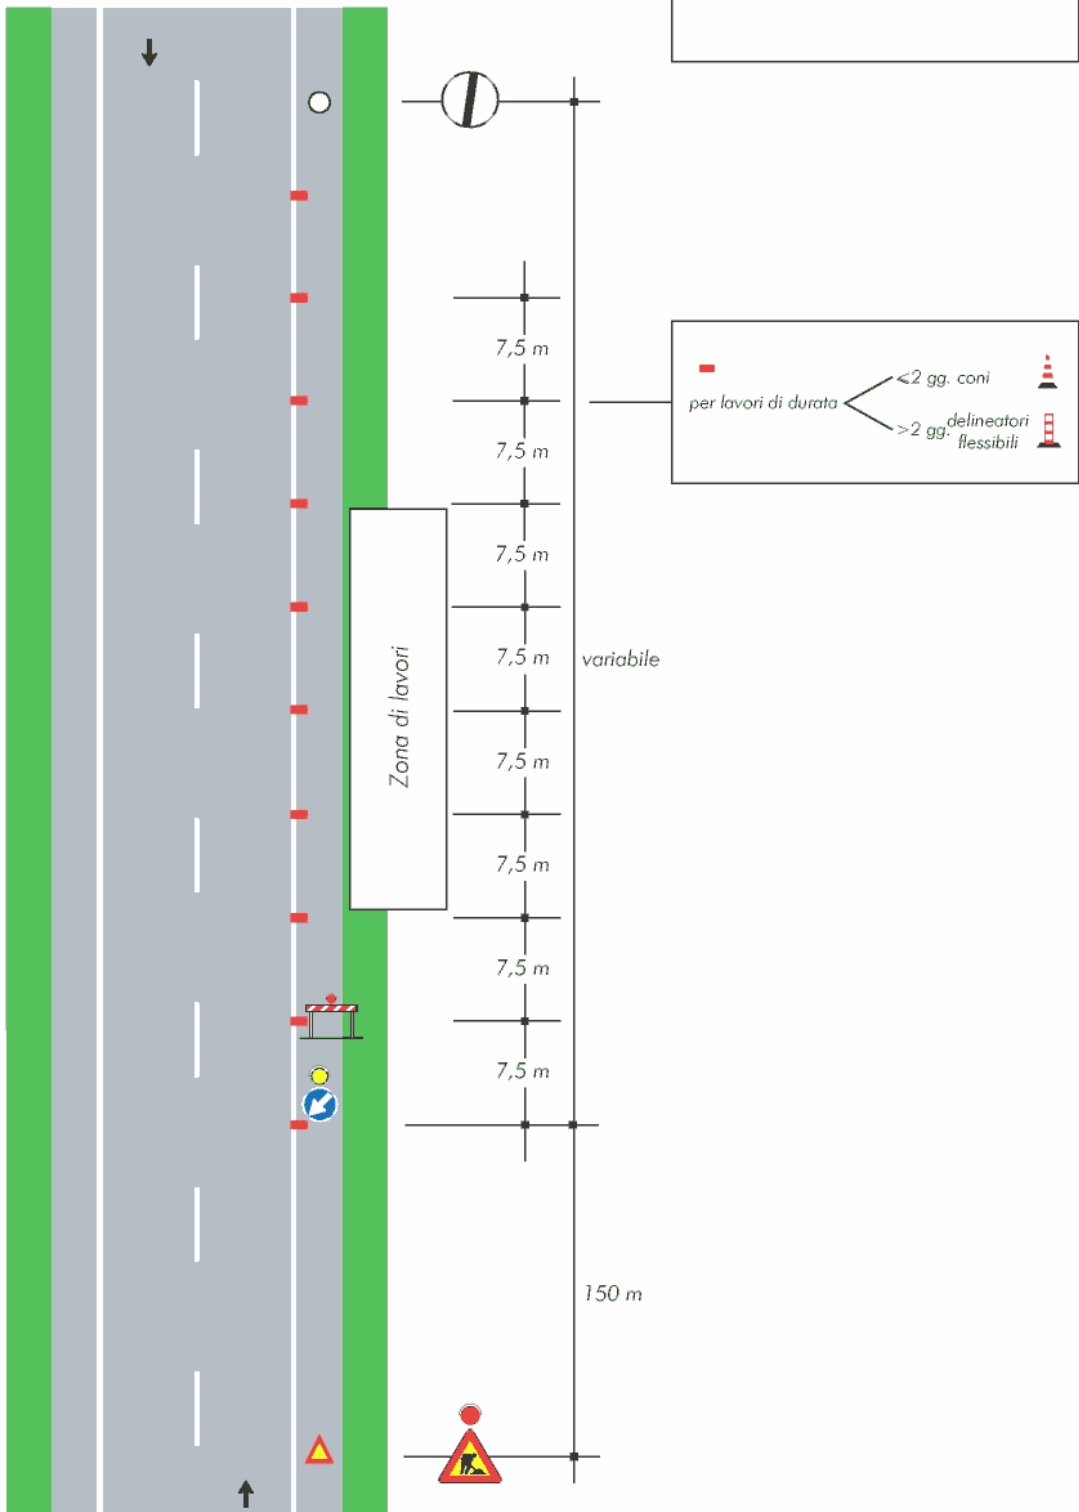 7,5 m
≤2 gg. coni
per lavori di durata
>2 gg. delineatori
flessibili
7,5 m
7,5 m
Zona di lavori
7,5 m
variabile
7,5 m
7,5 m
7,5 m
7,5 m
150 m